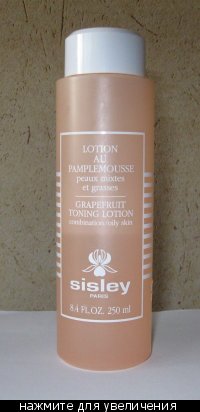 LOTION
AU
PAMPLEMOUSSE
peaux mixtes
et grasses
GRAPEFRUIT
TONING LOTION
combination/oily skin
sisley
PARIS
8.4 FL.OZ. 250 ml
нажмите для увеличения